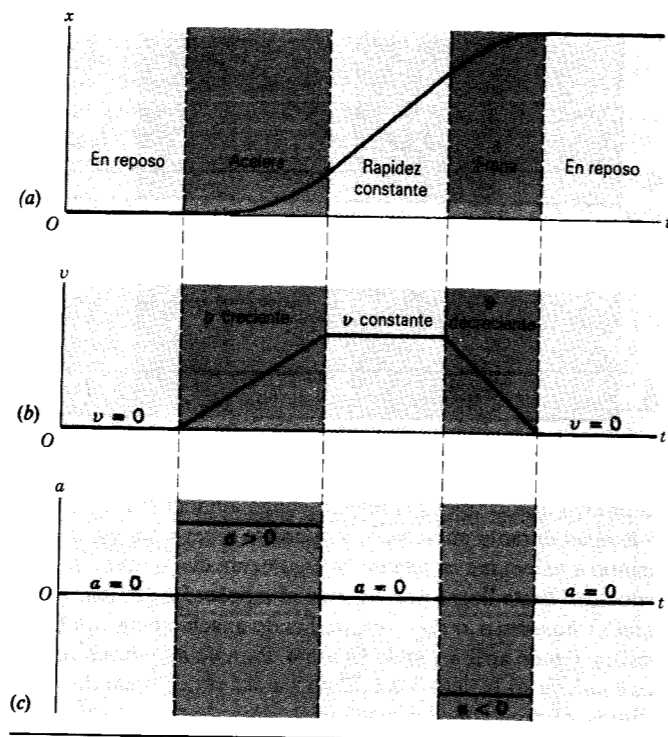 x
En reposo
Acelera
Rapidez
constante
Frena
En reposo
(a)
O
t
v
v creciente
v constante
v
decreciente
(b)
v = 0
v = 0
O
t
a
a > 0
O
a = 0
a = 0
a = 0
t
a < 0
(c)